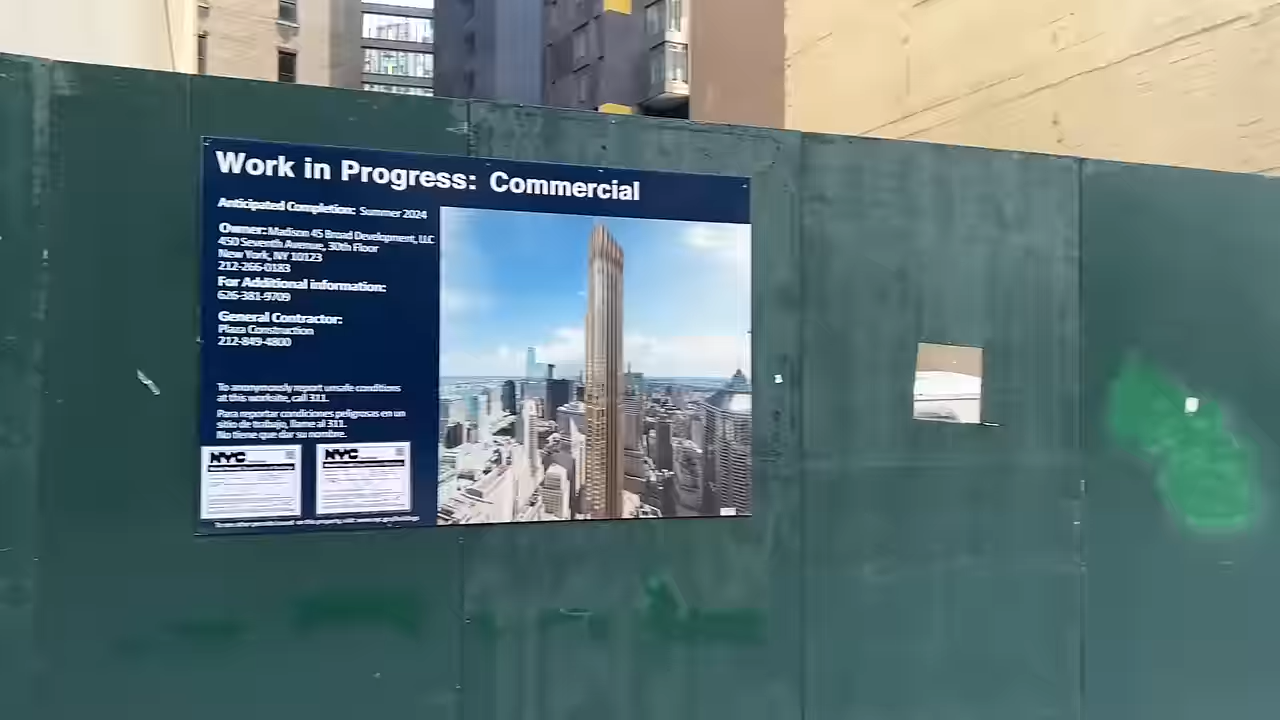 Work in Progress: Commercial
Anticipated Completion: Summer 2024
Owner: Madison 45 Broad Development, LLC
450 Seventh Avenue, 30th Floor
New York, NY 10123
212-266-0183
For Additional information:
626-381-9709
General Contractor:
Plaza Construction
212-849-4800
To anonymously report unsafe conditions
at this worksite, call 311.
Para reportar condiciones peligrosas en un
sitio de trabajo, llame al 311.
No tiene que dar su nombre.
NYC
NYC